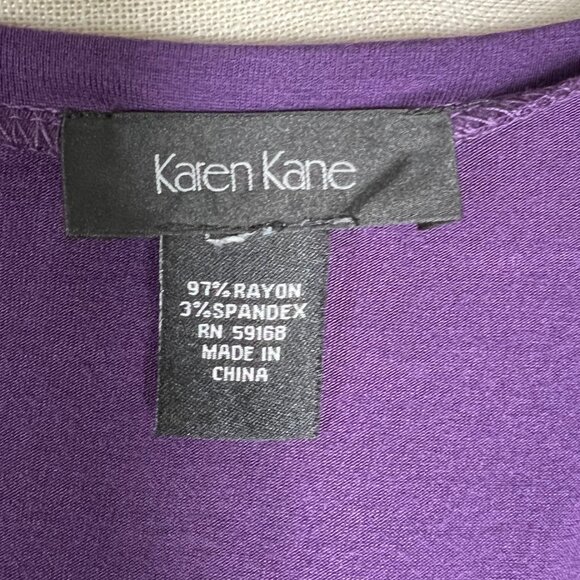 Karen Kane
97% RAYON
3% SPANDEX
RN 59168
MADE IN
CHINA